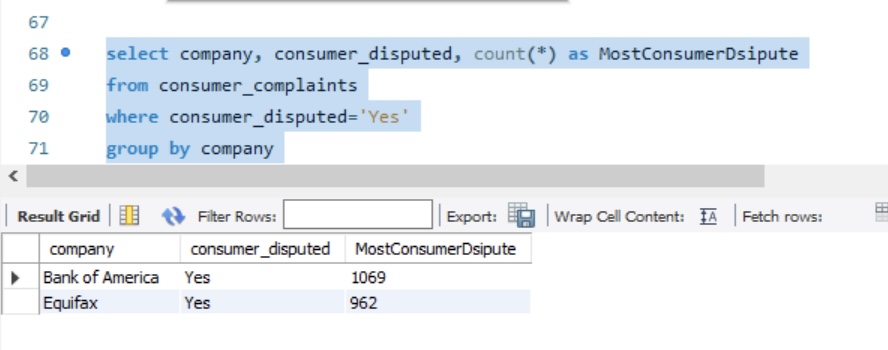 67
68 select company, consumer_disputed, count(*) as MostConsumerDsipute
69 from consumer_complaints
70 where consumer_disputed='Yes'
71 group by company
Result Grid Filter Rows: Export: Wrap Cell Content: IA Fetch rows:
company consumer_disputed MostConsumerDsipute
Bank of America Yes 1069
Equifax Yes 962